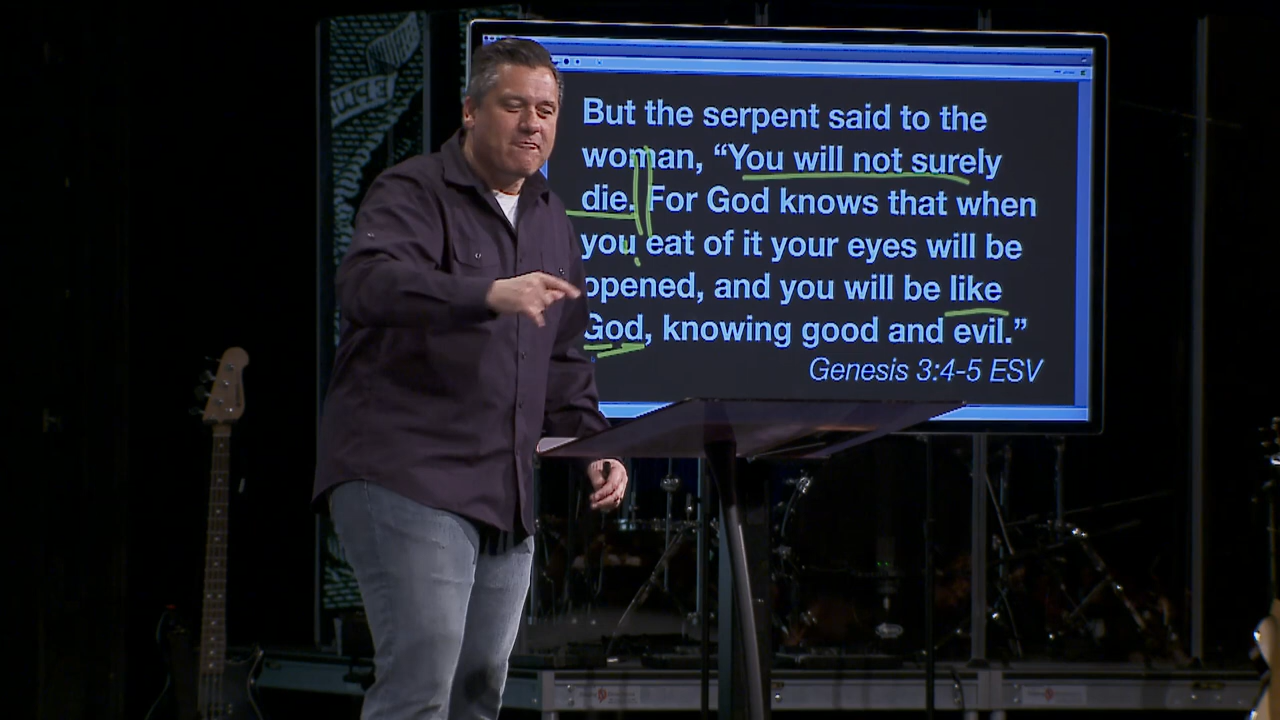 But the serpent said to the
woman, “You will not surely
die. For God knows that when
you eat of it your eyes will be
opened, and you will be like
God, knowing good and evil.”
Genesis 3:4-5 ESV